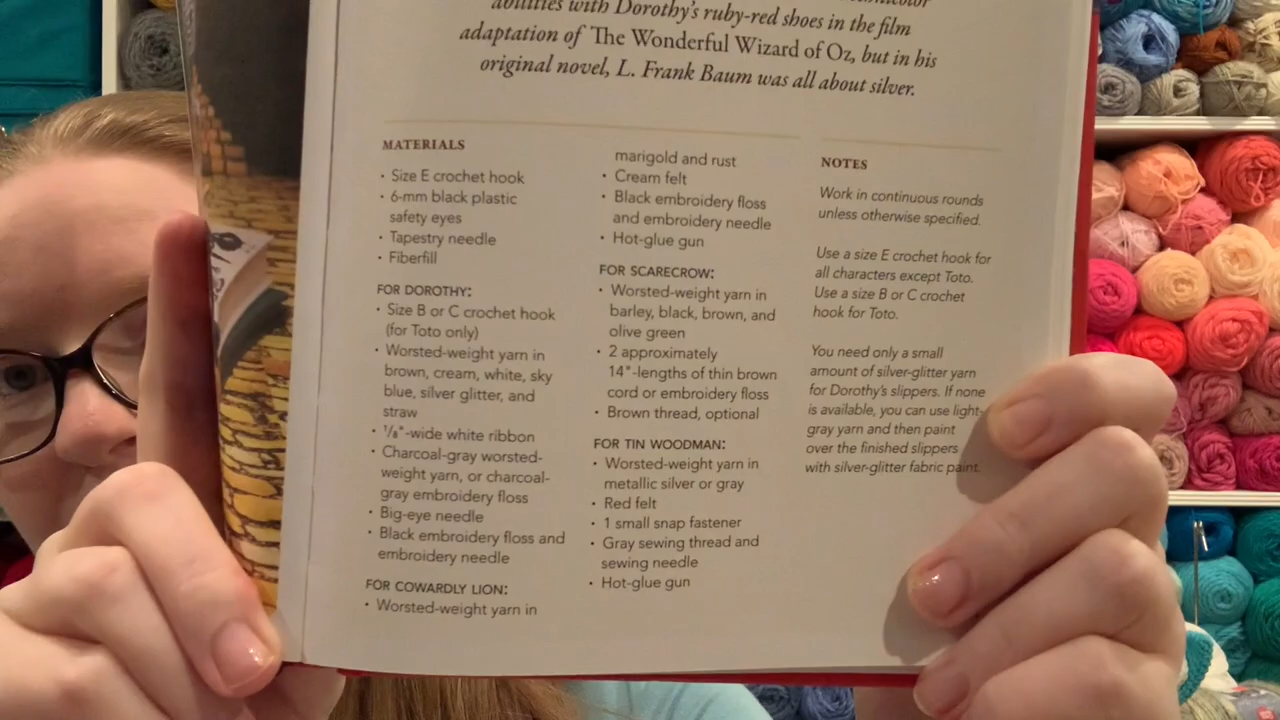 abilities with Dorothy's ruby-red shoes in the film
adaptation of The Wonderful Wizard of Oz, but in his
original novel, L. Frank Baum was all about silver.
MATERIALS
• Size E crochet hook
• 6-mm black plastic
safety eyes
• Tapestry needle
• Fiberfill
FOR DOROTHY:
• Size B or C crochet hook
(for Toto only)
• Worsted-weight yarn in
brown, cream, white, sky
blue, silver glitter, and
straw
• 1/8"-wide white ribbon
• Charcoal-gray worsted-
weight yarn, or charcoal-
gray embroidery floss
• Big-eye needle
• Black embroidery floss and
embroidery needle
FOR COWARDLY LION:
• Worsted-weight yarn in
marigold and rust
• Cream felt
• Black embroidery floss
and embroidery needle
• Hot-glue gun
FOR SCARECROW:
• Worsted-weight yarn in
barley, black, brown, and
olive green
• 2 approximately
14"-lengths of thin brown
cord or embroidery floss
• Brown thread, optional
FOR TIN WOODMAN:
• Worsted-weight yarn in
metallic silver or gray
• Red felt
• 1 small snap fastener
• Gray sewing thread and
sewing needle
• Hot-glue gun
NOTES
Work in continuous rounds
unless otherwise specified.
Use a size E crochet hook for
all characters except Toto.
Use a size B or C crochet
hook for Toto.
You need only a small
amount of silver-glitter yarn
for Dorothy's slippers. If none
is available, you can use light-
gray yarn and then paint
over the finished slippers
with silver-glitter fabric paint.